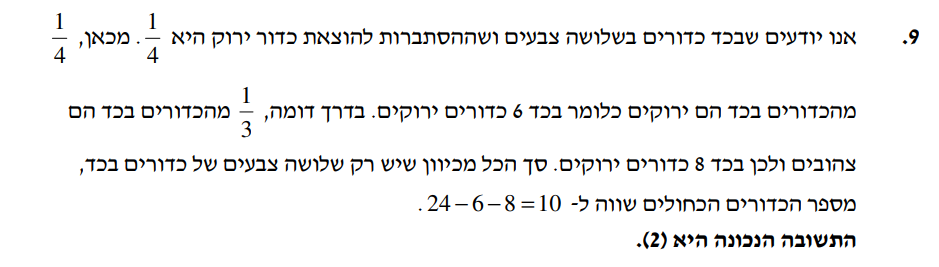 9. אנו יודעים שבכד כדורים בשלושה צבעים ושההסתברות להוצאת כדור ירוק היא 1/4. מכאן, 1/4
מהכדורים בכד הם ירוקים כלומר בכד 6 כדורים ירוקים. בדרך דומה, 1/3 מהכדורים בכד הם
צהובים ולכן בכד 8 כדורים ירוקים. סך הכל מכיוון שיש רק שלושה צבעים של כדורים בכד,
מספר הכדורים הכחולים שווה ל- 24 – 6 – 8 = 10 .
התשובה הנכונה היא (2).